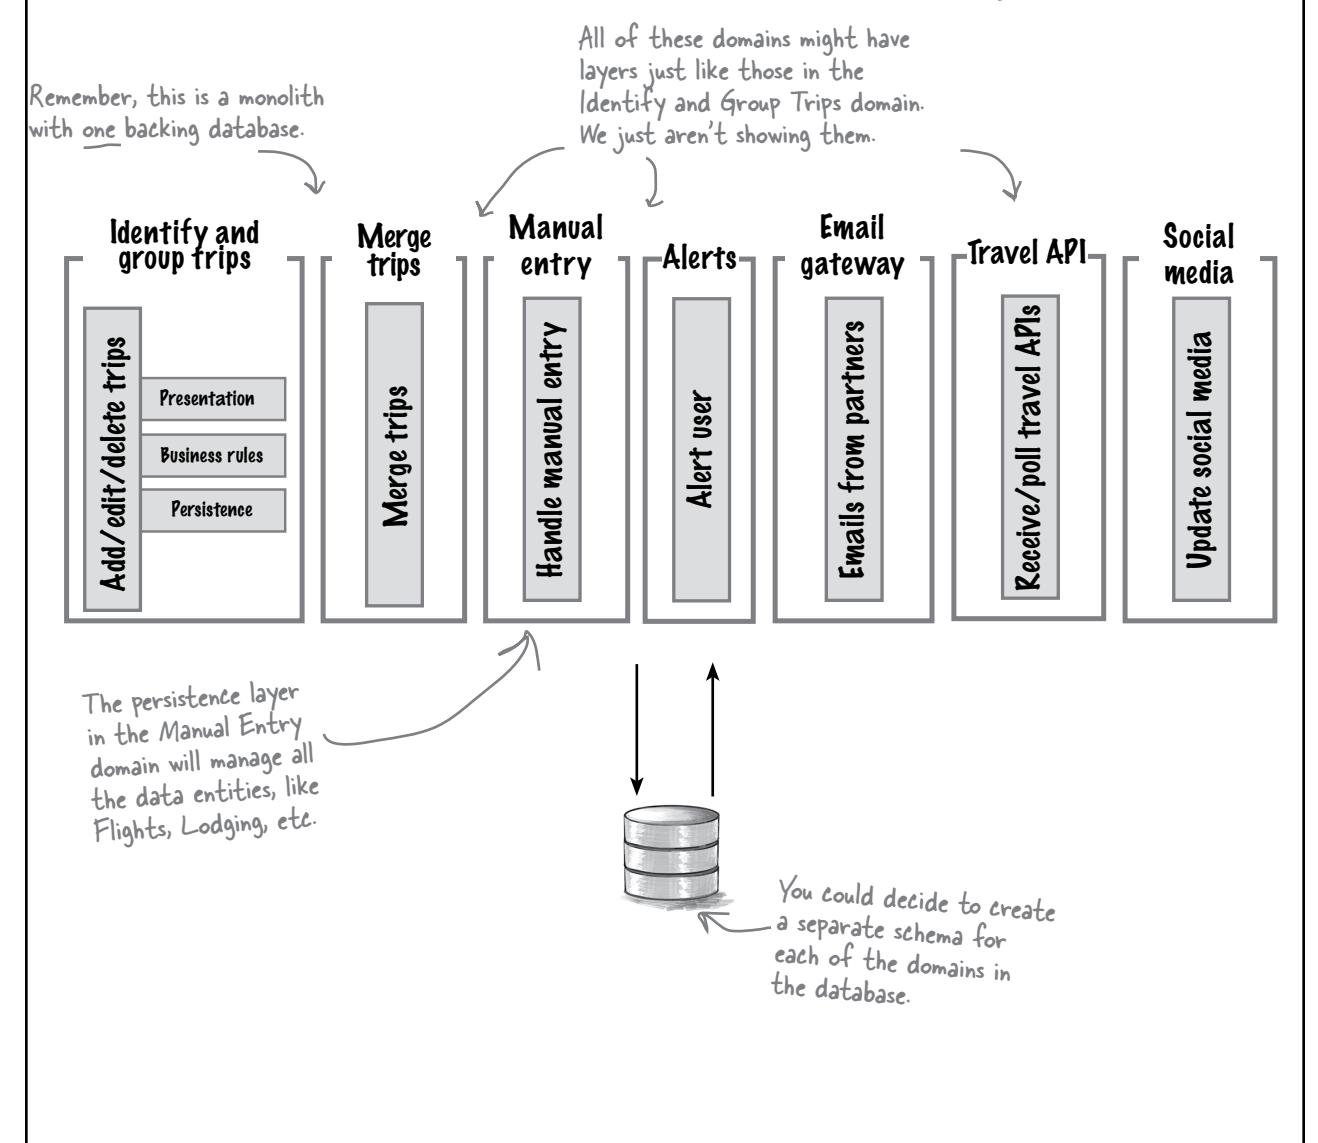 All of these domains might have
layers just like those in the
Identify and Group Trips domain.
We just aren't showing them.
Remember, this is a monolith
with one backing database.
Identify and
group trips
Merge
trips
Manual
entry
Alerts
Email
gateway
Travel API
Social
media
Add/edit/delete trips
Presentation
Business rules
Persistence
Merge trips
Handle manual entry
Alert user
Emails from partners
Receive/poll travel APIs
Update social media
The persistence layer
in the Manual Entry
domain will manage all
the data entities, like
Flights, Lodging, etc.
You could decide to create
a separate schema for
each of the domains in
the database.